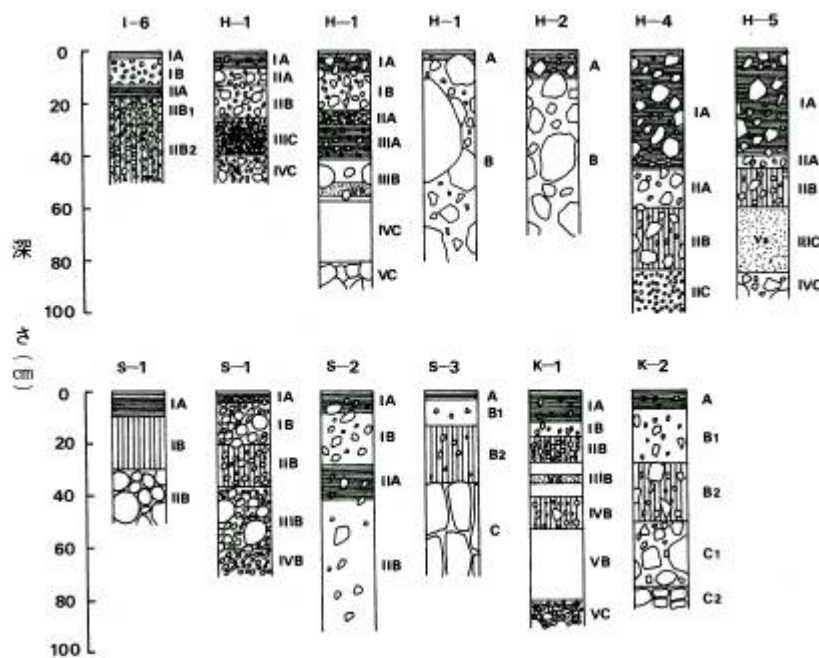 I-6 H-1 H-1 H-1 H-2 H-4 H-5
0
20
40
60
80
100
IA
IB
IIA
IIB1
IIB2
IA
IIA
IIB
IIIC
IVC
IA
IB
IIA
IIIA
IIIB
IVC
VC
A
B
A
B
IA
IIA
IIB
IIC
IA
IIA
IIB
Vs
IIIC
IVC
深
さ(cm)
S-1 S-1 S-2 S-3 K-1 K-2
0
20
40
60
80
100
IA
IB
IIB
IA
IB
IIB
IIIB
IVB
IA
IB
IIA
IIB
A
B1
B2
C
IA
IB
IIB
IIIB
IVB
VB
VC
A
B1
B2
C1
C2